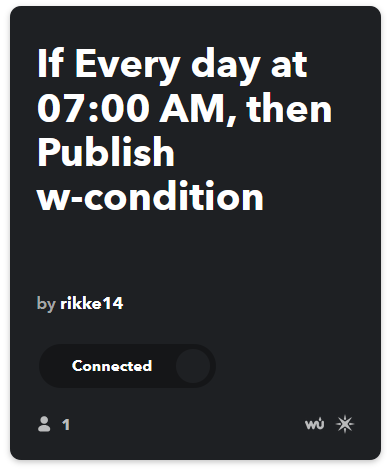 If Every day at
07:00 AM, then
Publish
w-condition
by rikke14
Connected
1
wu